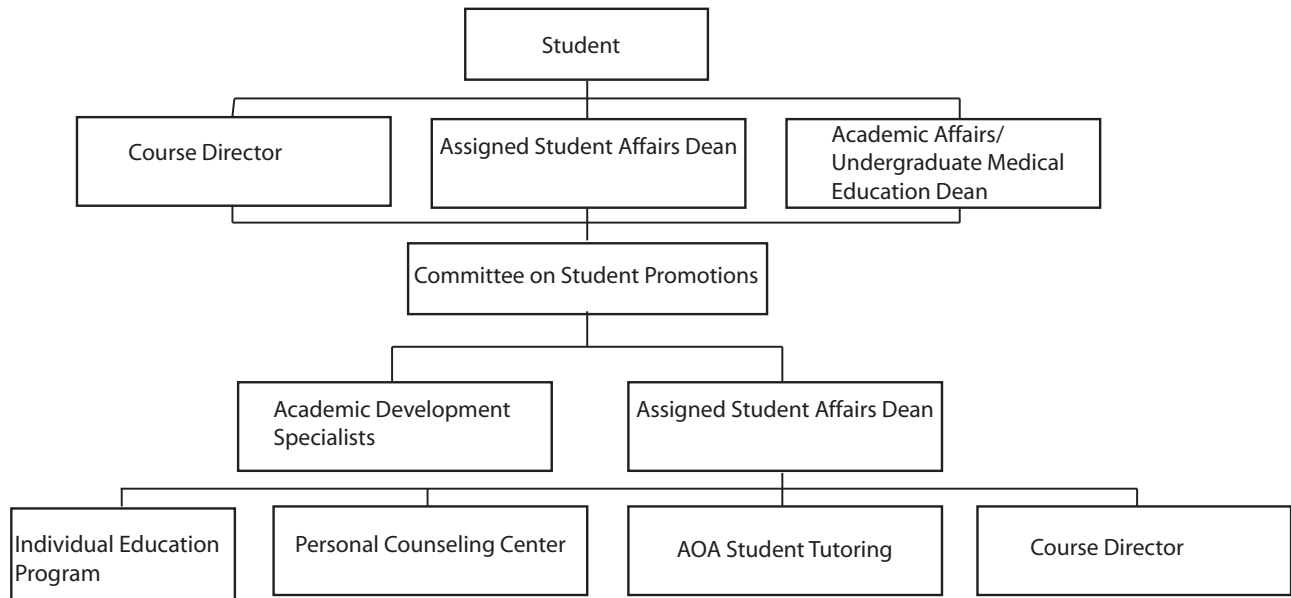 Student
Course Director
Assigned Student Affairs Dean
Academic Affairs/
Undergraduate Medical
Education Dean
Committee on Student Promotions
Academic Development
Specialists
Assigned Student Affairs Dean
Individual Education
Program
Personal Counseling Center
AOA Student Tutoring
Course Director